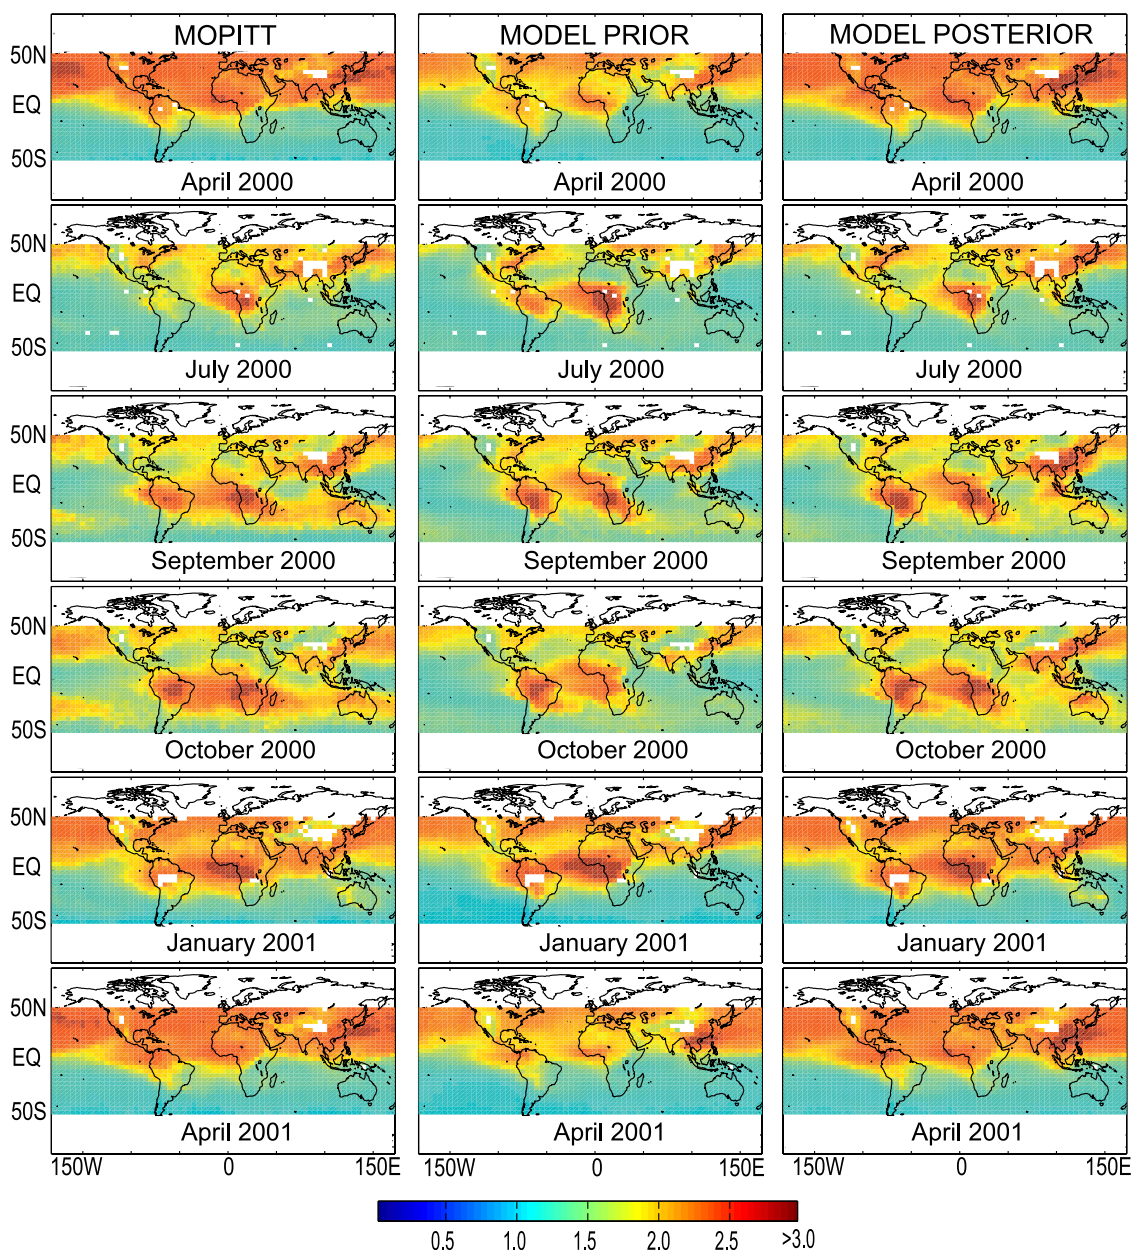 MOPITT MODEL PRIOR MODEL POSTERIOR
50N
EQ
50S
April 2000 April 2000 April 2000
50N
EQ
50S
July 2000 July 2000 July 2000
50N
EQ
50S
September 2000 September 2000 September 2000
50N
EQ
50S
October 2000 October 2000 October 2000
50N
EQ
50S
January 2001 January 2001 January 2001
50N
EQ
50S
April 2001 April 2001 April 2001
150W 0 150E 150W 0 150E 150W 0 150E
0.5 1.0 1.5 2.0 2.5 >3.0